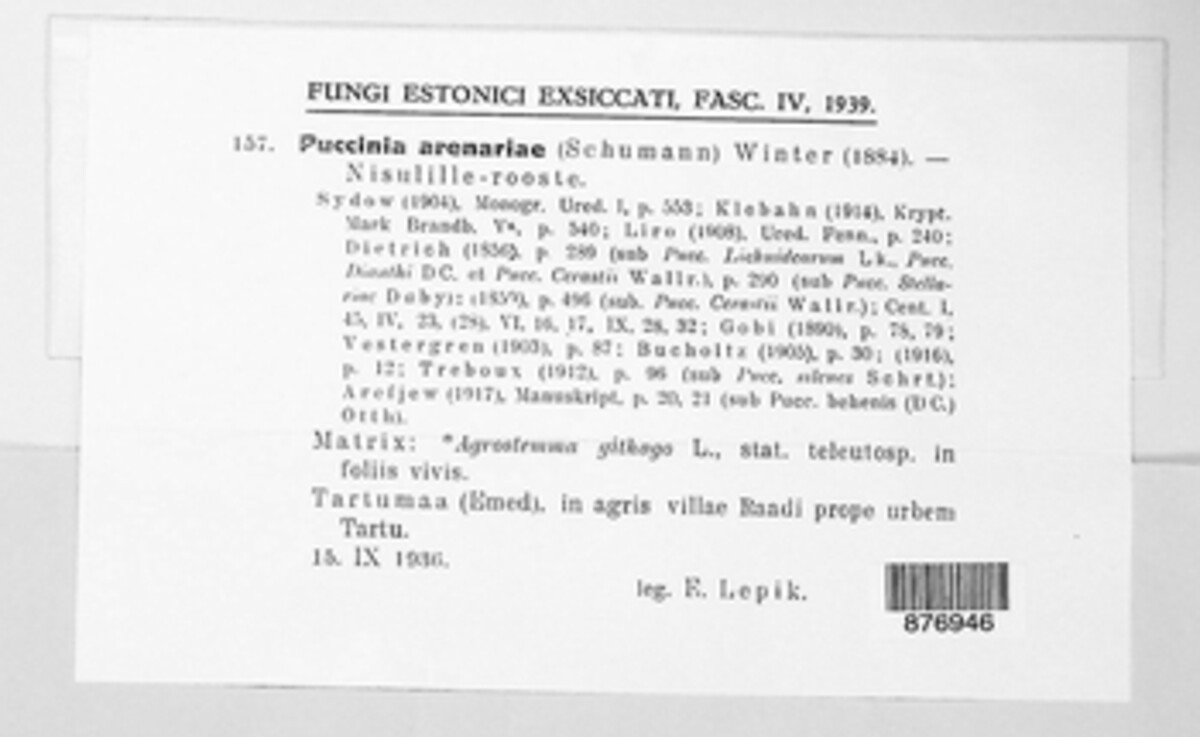 FUNGI ESTONICI EXSICCATI, FASC. IV, 1939.
157. Puccinia arenariae (Schumann) Winter (1884). —
Nisulille-rooste.
Sydow (1904), Monogr. Ured. I, p. 553; Klebahn (1914), Krypt.
Mark Brandb. Va, p. 540; Liro (1908), Ured. Fenn., p. 240;
Dietrich (1856), p. 289 (sub Pucc. Lichnidearum Lk., Pucc.
Dianthi DC. et Pucc. Cerastii Wallr.), p. 290 (sub Pucc. Stella-
riae Duby); (1859), p. 496 (sub. Pucc. Cerastii Wallr.); Cent. I,
45, IV, 23, (28), VI, 16, 17, IX, 28, 32; Gobi (1890), p. 78, 79;
Vestergren (1903), p. 87; Bucholtz (1905), p. 30; (1916),
p. 12; Treboux (1912), p. 96 (sub Pucc. silenes Schrt.);
Arefjew (1917), Manuskript, p. 20, 21 (sub Pucc. behenis (DC.)
Otth).
Matrix: *Agrostemma githago L., stat. teleutosp. in
foliis vivis.
Tartumaa (Emed), in agris villae Raadi prope urbem
Tartu.
15. IX 1936.
leg. E. Lepik.
876946